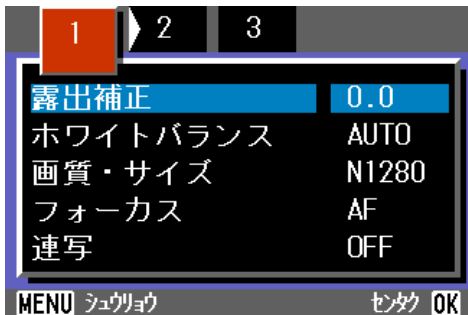 1 2 3
露出補正 0.0
ホワイトバランス AUTO
画質・サイズ N1280
フォーカス AF
連写 OFF
MENU シュウリョウ センタク OK